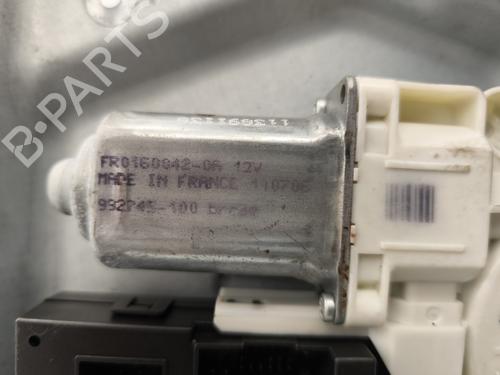 B-PARTS
FR0160842-0A 12V
MADE IN FRANCE 110706
992745-100